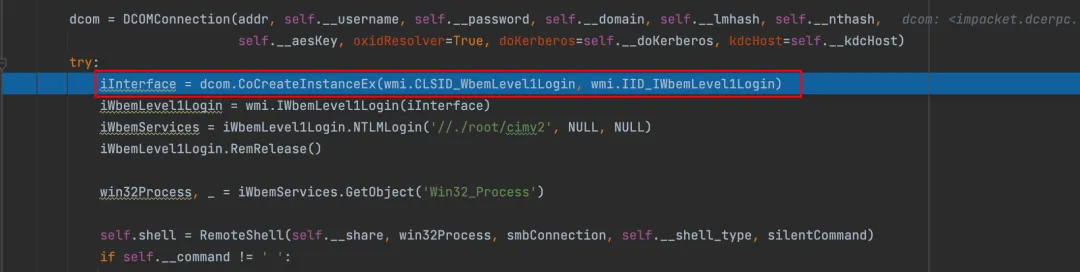 dcom = DCOMConnection(addr, self.__username, self.__password, self.__domain, self.__lmhash, self.__nthash,   dcom: <impacket.dcerpc.
self.__aesKey, oxidResolver=True, doKerberos=self.__doKerberos, kdcHost=self.__kdcHost)
try:
iInterface = dcom.CoCreateInstanceEx(wmi.CLSID_WbemLevel1Login, wmi.IID_IWbemLevel1Login)
iWbemLevel1Login = wmi.IWbemLevel1Login(iInterface)
iWbemServices = iWbemLevel1Login.NTLMLogin('//./root/cimv2', NULL, NULL)
iWbemLevel1Login.RemRelease()
win32Process, _ = iWbemServices.GetObject('Win32_Process')
self.shell = RemoteShell(self.__share, win32Process, smbConnection, self.__shell_type, silentCommand)
if self.__command != ' ':